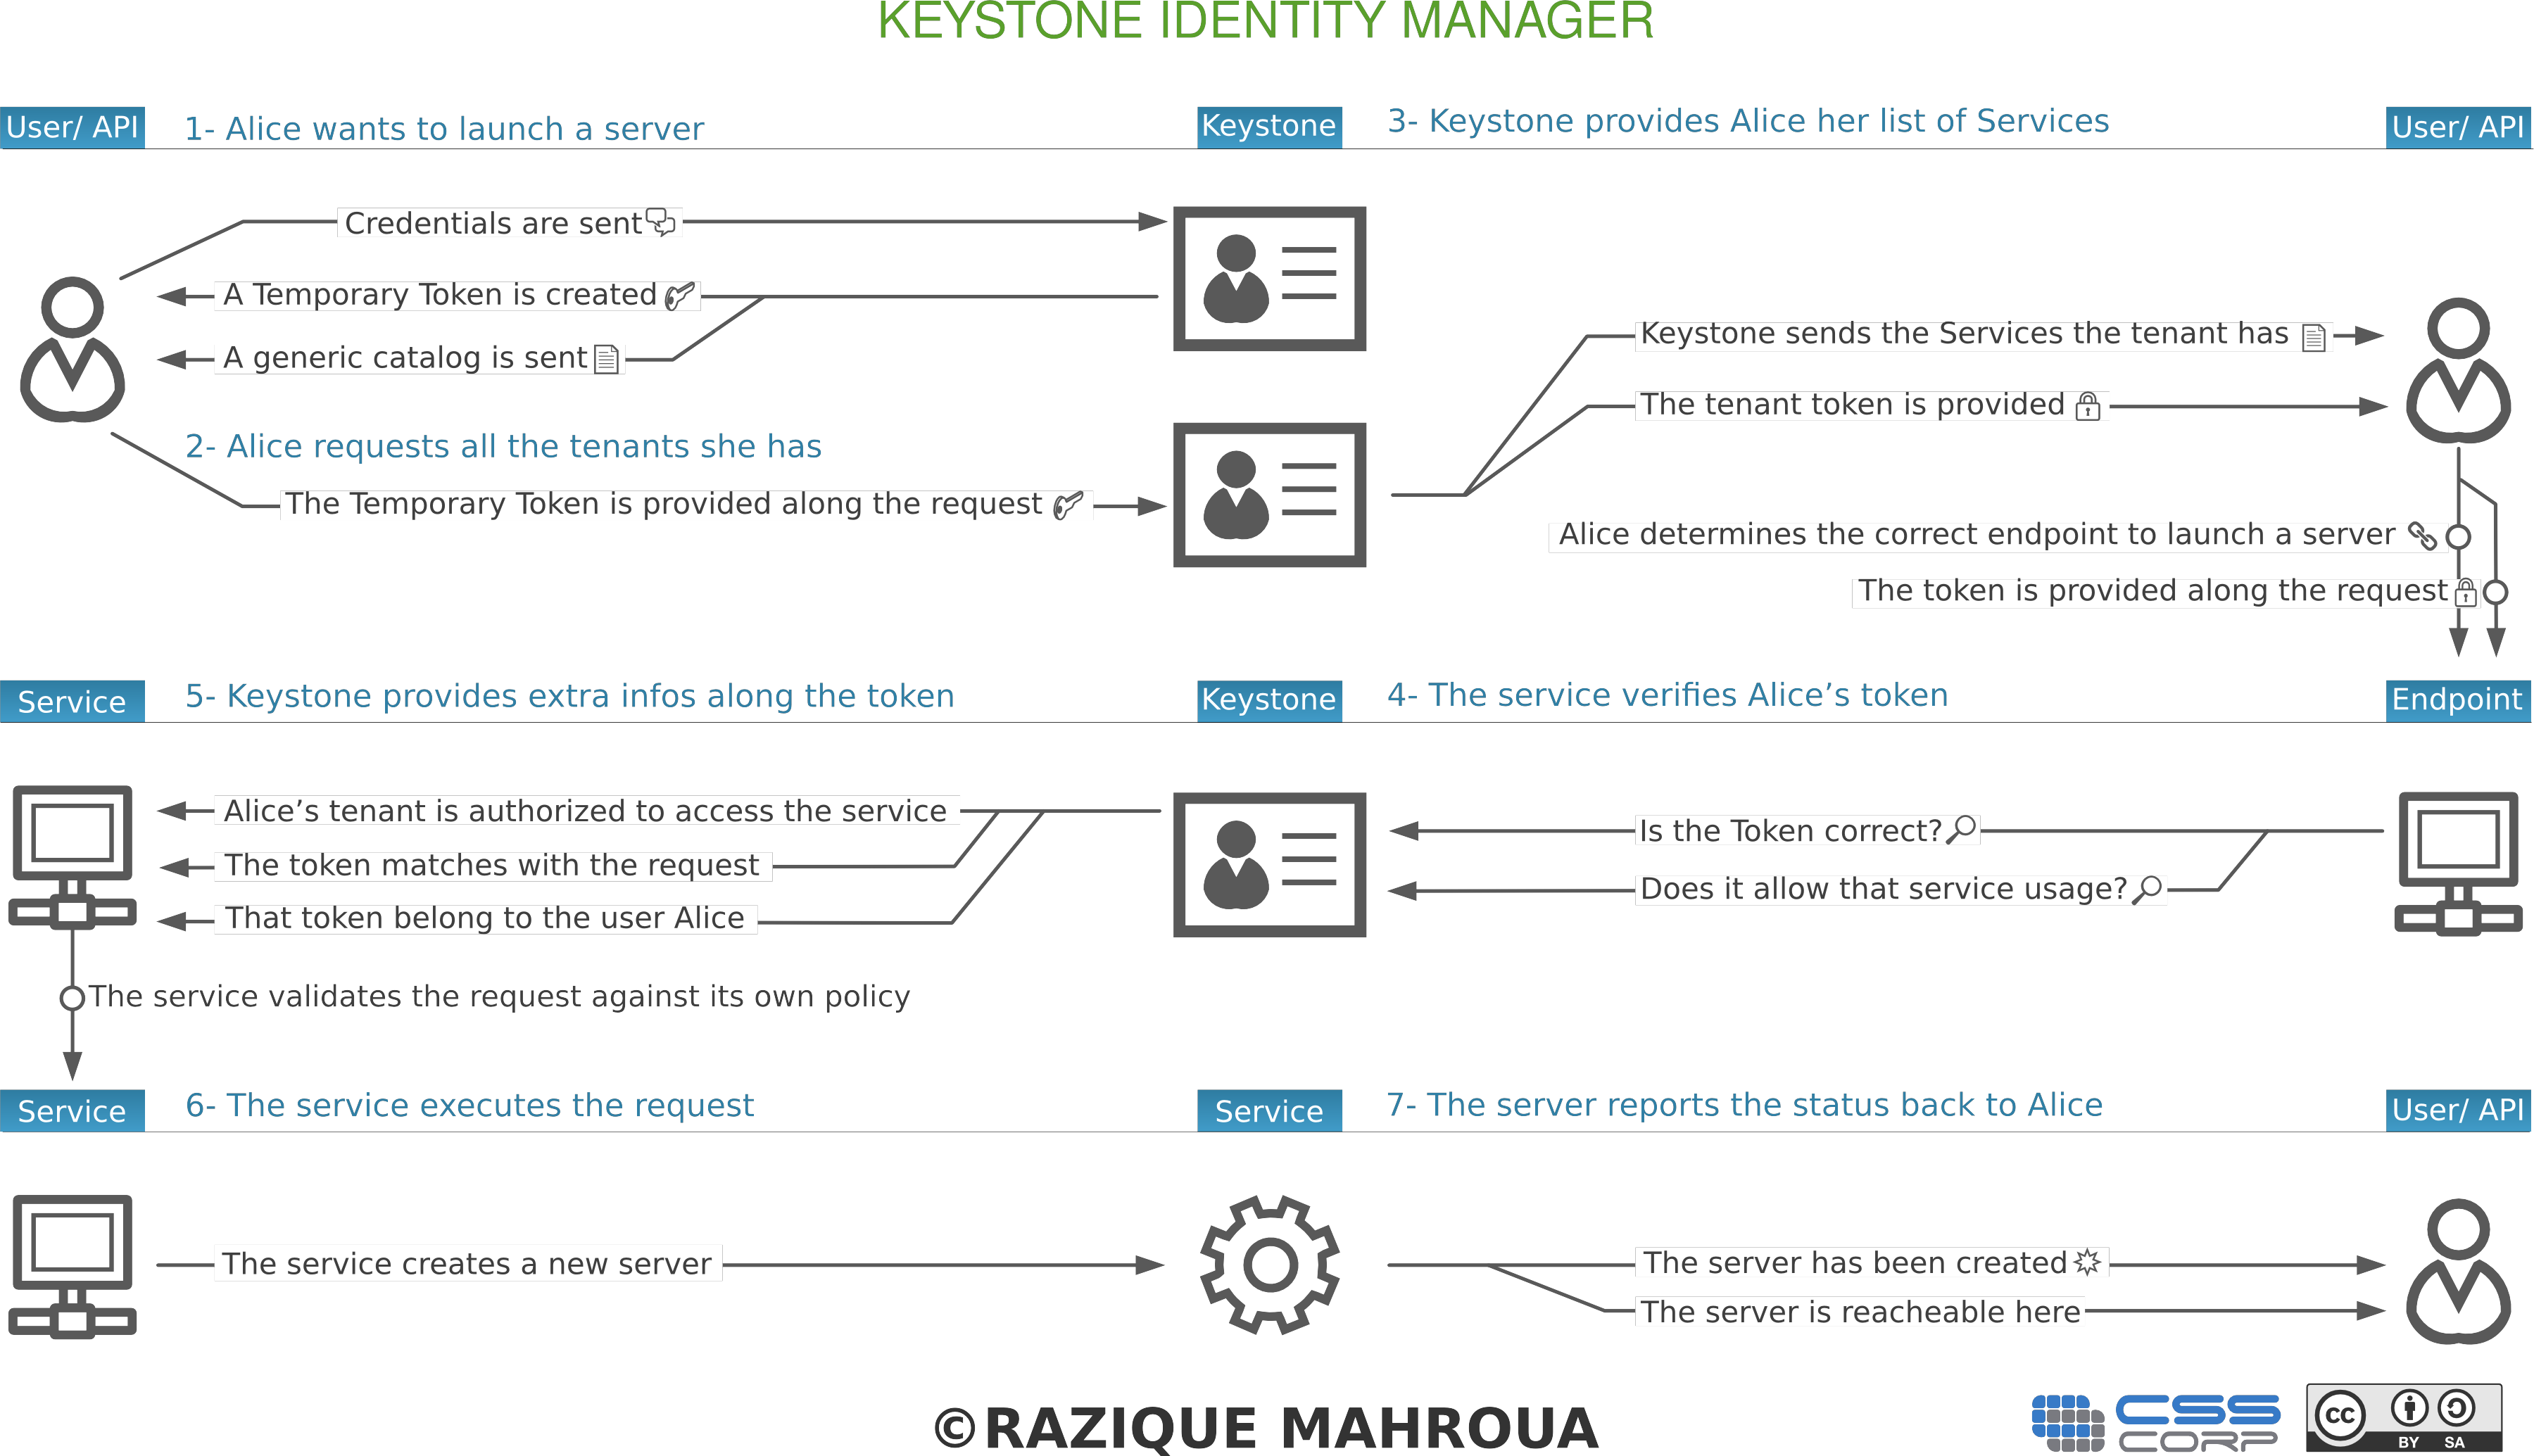 KEYSTONE IDENTITY MANAGER
User/ API
1- Alice wants to launch a server
Keystone
3- Keystone provides Alice her list of Services
User/ API
Credentials are sent
A Temporary Token is created
A generic catalog is sent
2- Alice requests all the tenants she has
The Temporary Token is provided along the request
Keystone sends the Services the tenant has
The tenant token is provided
Alice determines the correct endpoint to launch a server
The token is provided along the request
Service
5- Keystone provides extra infos along the token
Keystone
4- The service verifies Alice’s token
Endpoint
Alice’s tenant is authorized to access the service
The token matches with the request
That token belong to the user Alice
Is the Token correct?
Does it allow that service usage?
The service validates the request against its own policy
Service
6- The service executes the request
Service
7- The server reports the status back to Alice
User/ API
The service creates a new server
The server has been created
The server is reacheable here
©RAZIQUE MAHROUA
CSS
CORP
cc
BY SA